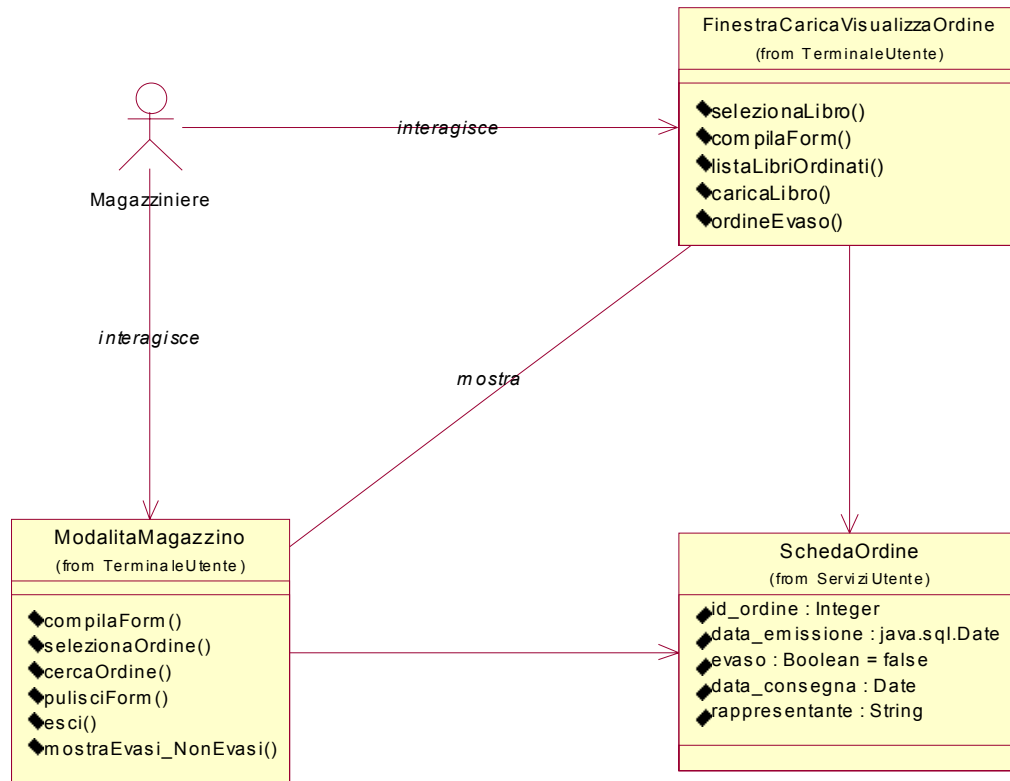 FinestraCaricaVisualizzaOrdine
(from TerminaleUtente)
selezionaLibro()
compilaForm()
listaLibriOrdinati()
caricaLibro()
ordineEvaso()
interagisce
Magazziniere
interagisce
mostra
ModalitaMagazzino
(from TerminaleUtente)
compilaForm()
selezionaOrdine()
cercaOrdine()
pulisciForm()
esci()
mostraEvasi_NonEvasi()
SchedaOrdine
(from ServiziUtente)
id_ordine : Integer
data_emissione : java.sql.Date
evaso : Boolean = false
data_consegna : Date
rappresentante : String